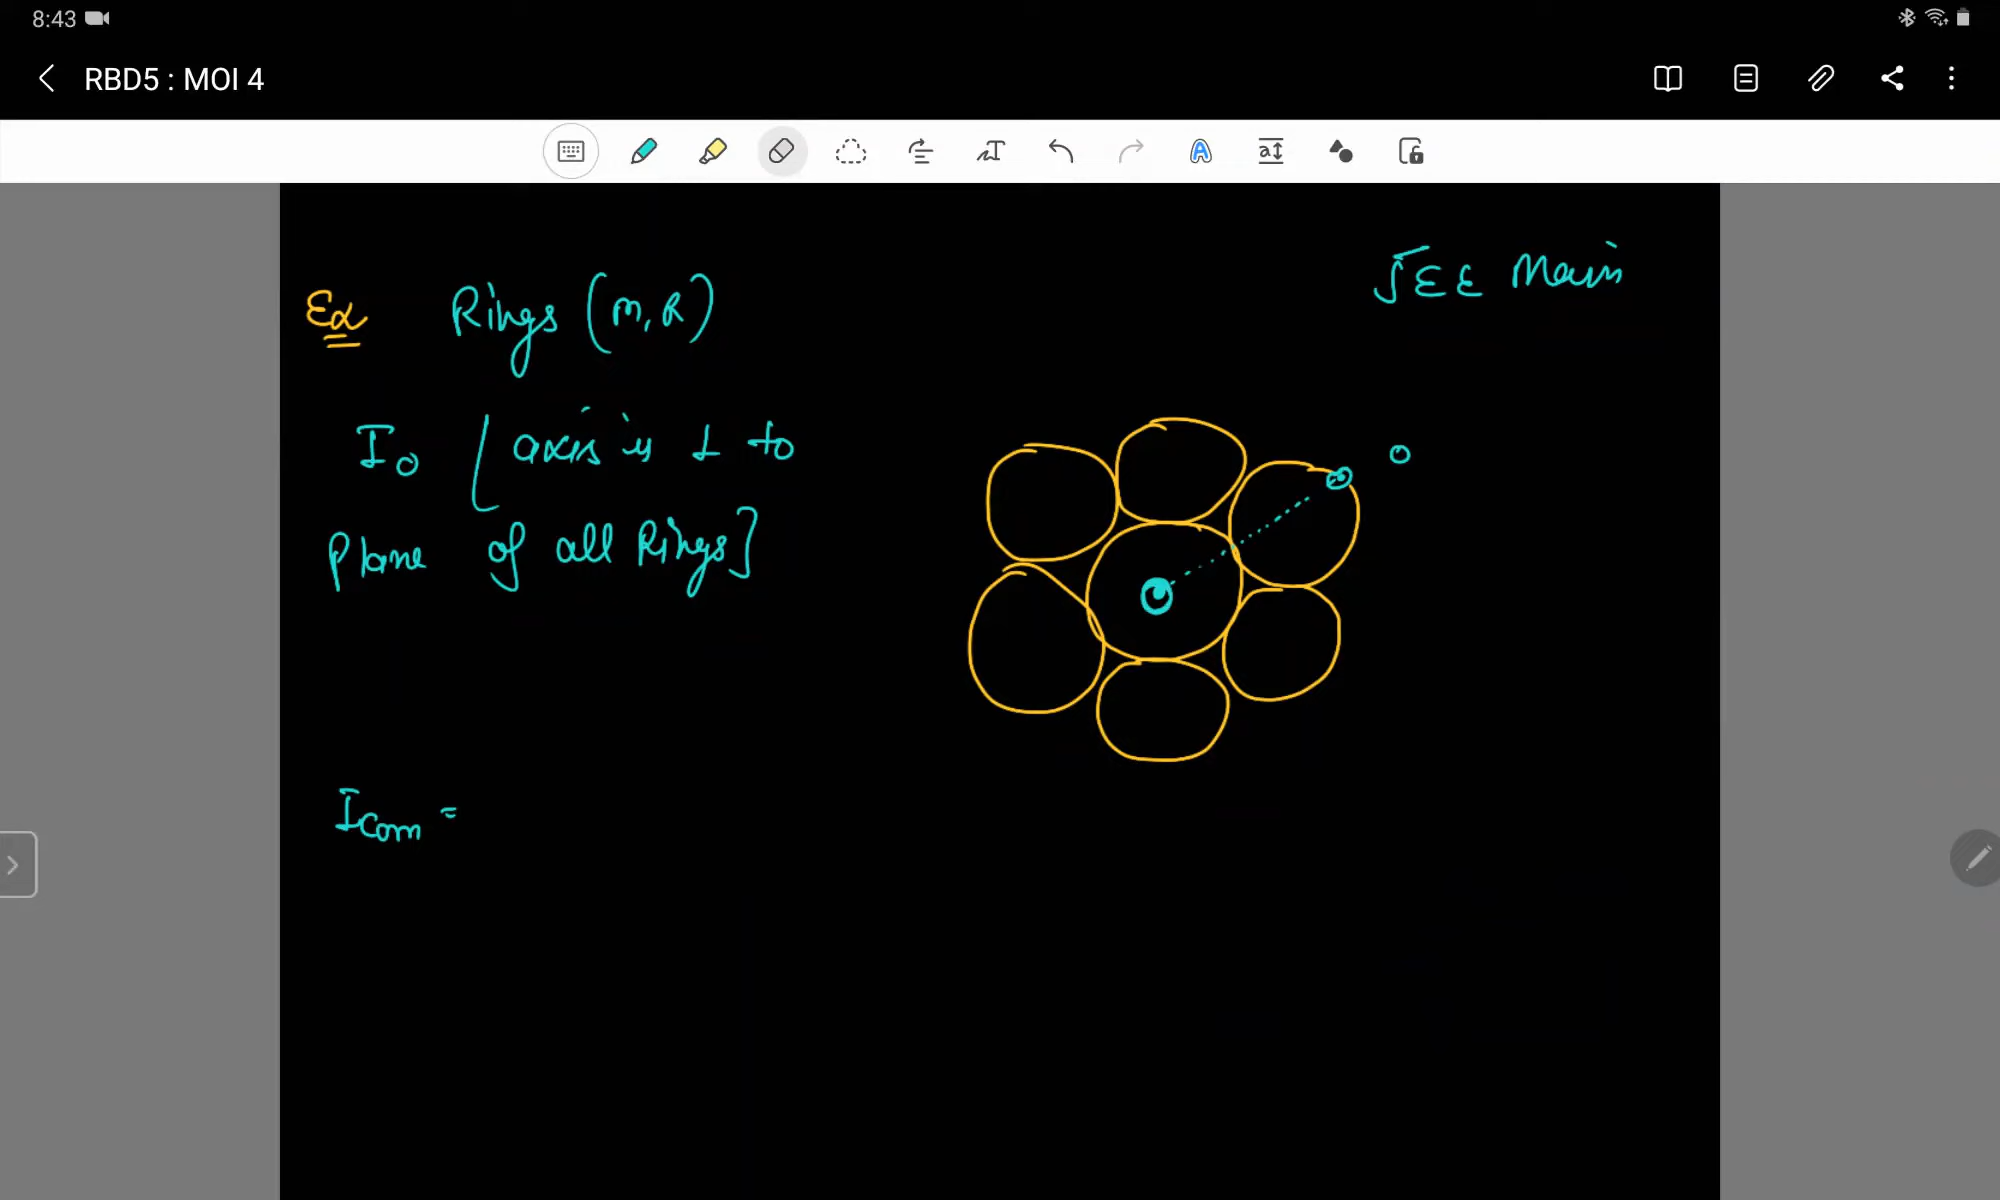 8:43
RBD5 : MOI 4
JEE Main
Ex Rings (m, R)
I₀ [axis is ⊥ to
Plane of all Rings]
o
Icom =